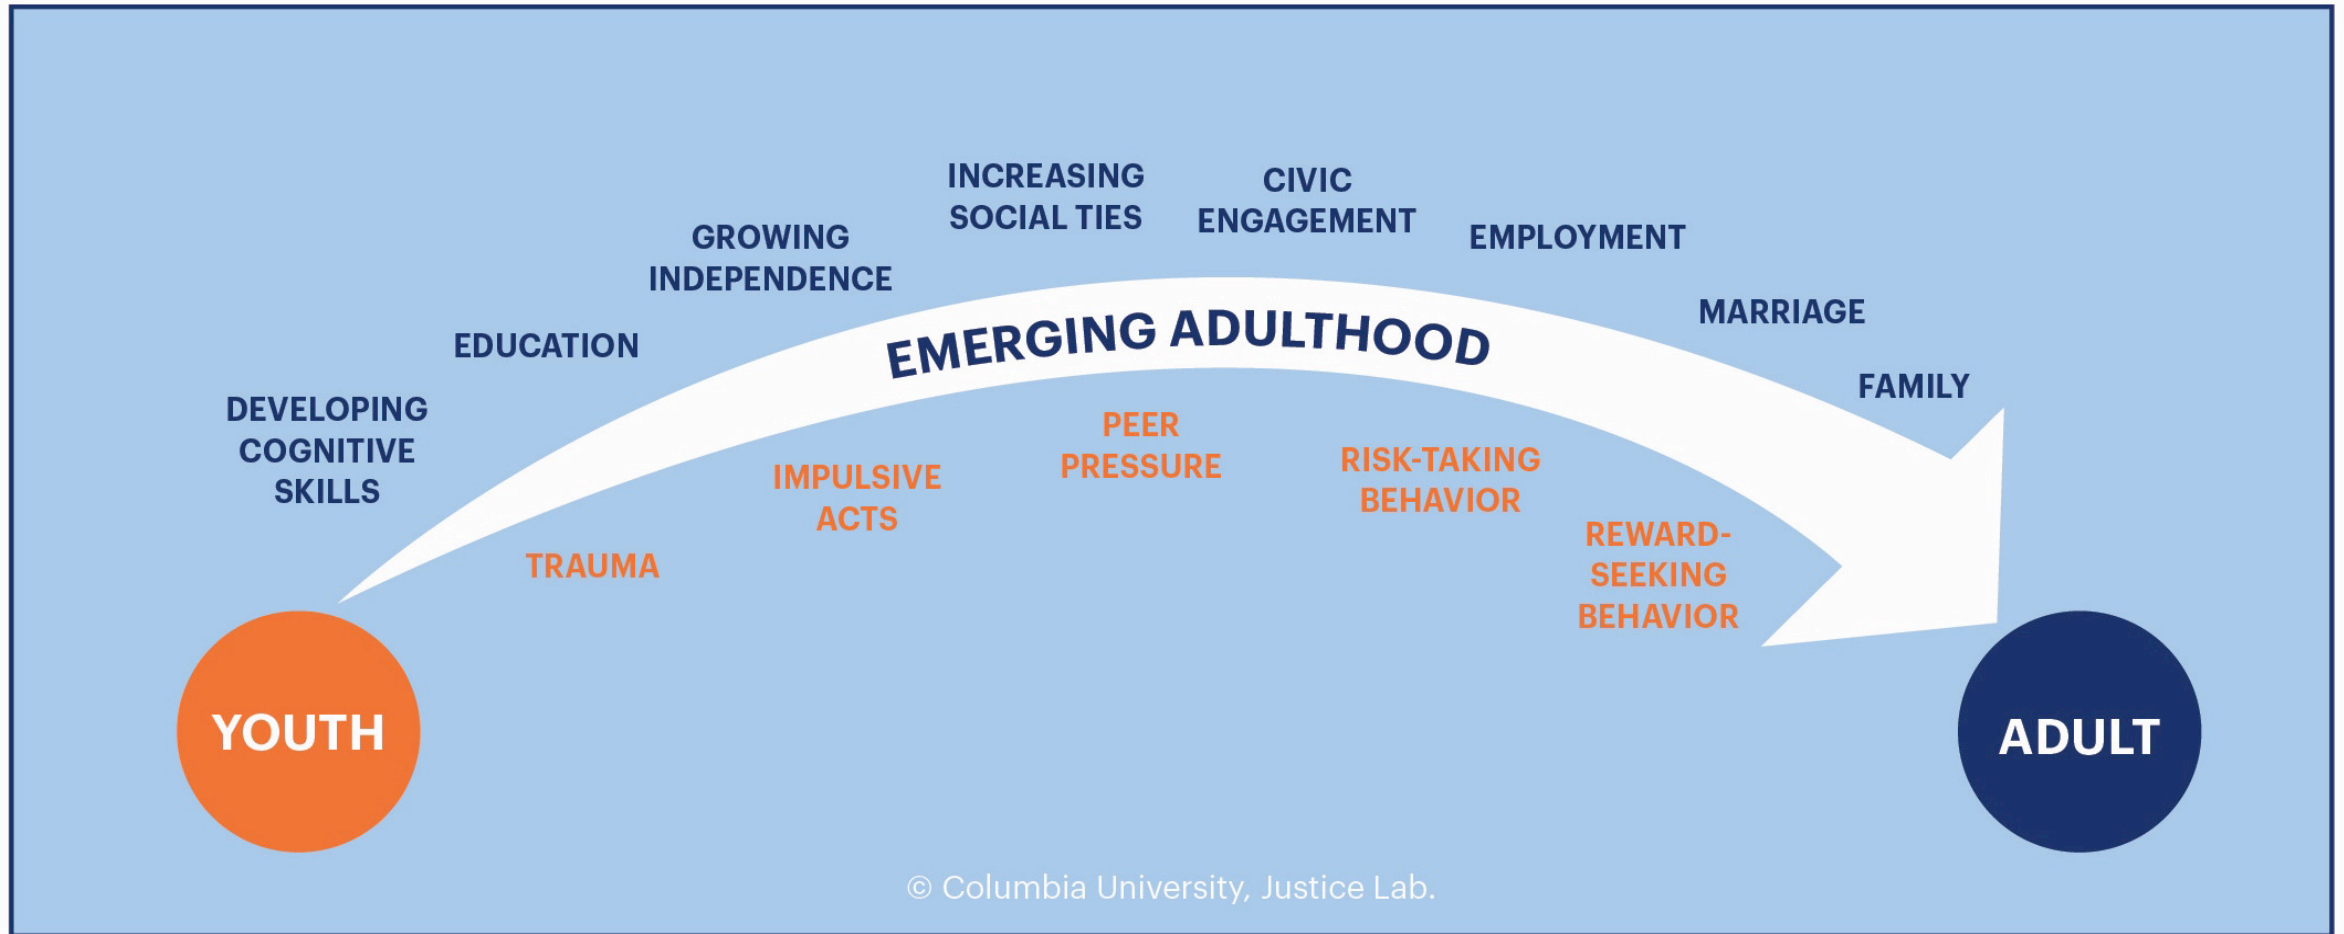 INCREASING
SOCIAL TIES
CIVIC
ENGAGEMENT
GROWING
INDEPENDENCE
EMPLOYMENT
MARRIAGE
EDUCATION
FAMILY
DEVELOPING
COGNITIVE
SKILLS
EMERGING ADULTHOOD
TRAUMA
IMPULSIVE
ACTS
PEER
PRESSURE
RISK-TAKING
BEHAVIOR
REWARD-
SEEKING
BEHAVIOR
YOUTH
ADULT
© Columbia University, Justice Lab.